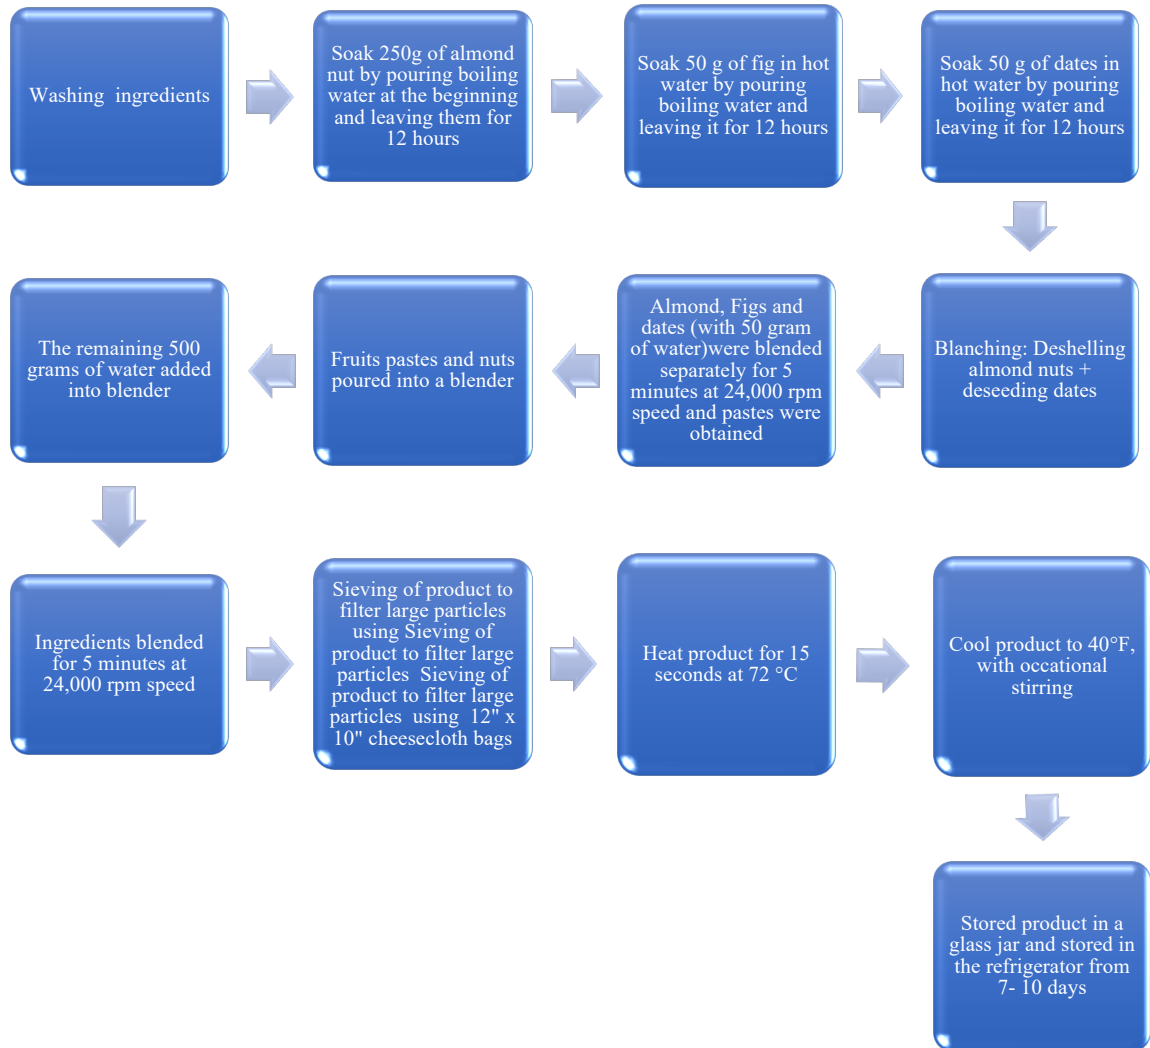 Washing ingredients
Soak 250g of almond
nut by pouring boiling
water at the beginning
and leaving them for
12 hours
Soak 50 g of fig in hot
water by pouring
boiling water and
leaving it for 12 hours
Soak 50 g of dates in
hot water by pouring
boiling water and
leaving it for 12 hours
Blanching: Deshelling
almond nuts +
deseeding dates
Almond, Figs and
dates (with 50 gram
of water)were blended
separately for 5
minutes at 24,000 rpm
speed and pastes were
obtained
Fruits pastes and nuts
poured into a blender
The remaining 500
grams of water added
into blender
Ingredients blended
for 5 minutes at
24,000 rpm speed
Sieving of product to
filter large particles
using Sieving of
product to filter large
particles Sieving of
product to filter large
particles using 12" x
10" cheesecloth bags
Heat product for 15
seconds at 72 °C
Cool product to 40°F,
with occational
stirring
Stored product in a
glass jar and stored in
the refrigerator from
7- 10 days